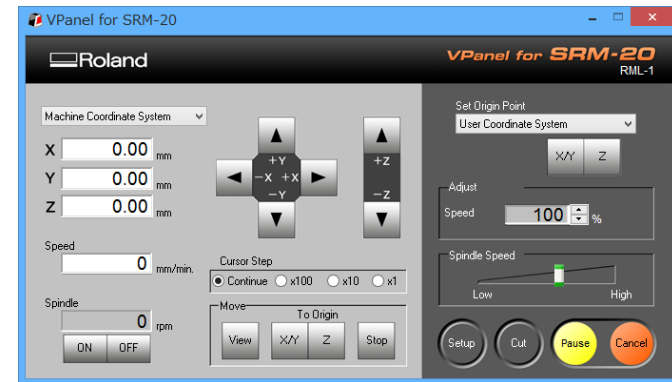 VPanel for SRM-20
Roland
VPanel for SRM-20
RML-1
Machine Coordinate System
X 0.00 mm
Y 0.00 mm
Z 0.00 mm
Speed
0 mm/min.
Spindle
0 rpm
ON OFF
+Y
-X +X
-Y
+Z
-Z
Cursor Step
Continue x100 x10 x1
Move
To Origin
View X/Y Z Stop
Set Origin Point
User Coordinate System
X/Y Z
Adjust
Speed 100 %
Spindle Speed
Low High
Setup Cut Pause Cancel